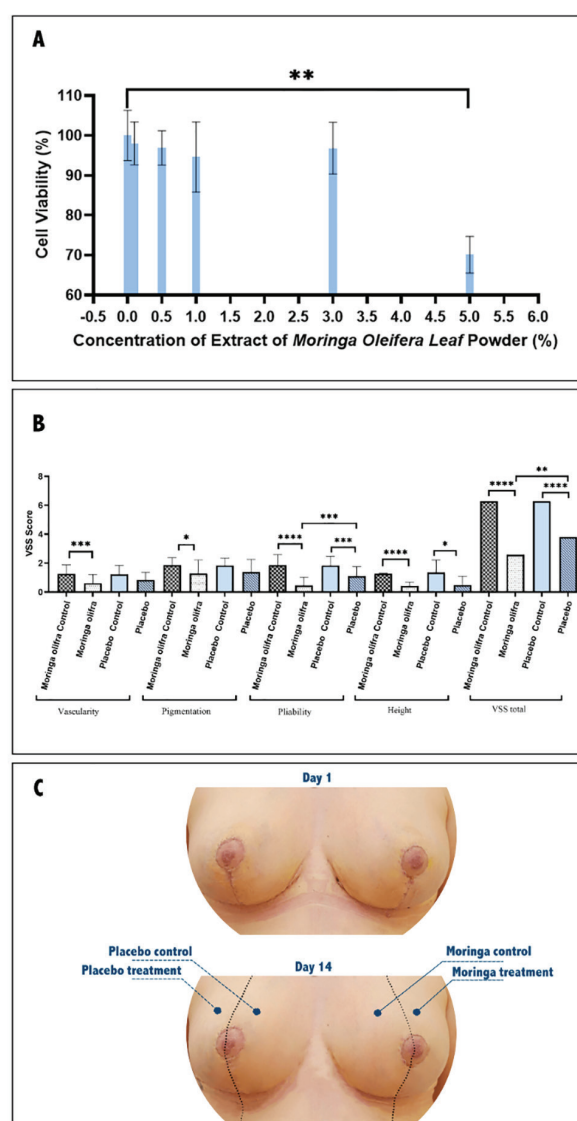 A
**
110
100
90
80
70
60
Cell Viability (%)
-0.5 0.0 0.5 1.0 1.5 2.0 2.5 3.0 3.5 4.0 4.5 5.0 5.5 6.0
Concentration of Extract of Moringa Oleifera Leaf Powder (%)
B
8
6
4
2
0
VSS Score
*** * **** *** *** **** * **** ** ****
Moringa olifra Control
Moringa olifra
Placebo Control
Placebo
Moringa olifra Control
Moringa olifra
Placebo Control
Placebo
Moringa olifra Control
Moringa olifra
Placebo Control
Placebo
Moringa olifra Control
Moringa olifra
Placebo Control
Placebo
Moringa olifra Control
Moringa olifra
Placebo Control
Placebo
Vascularity Pigmentation Pliability Height VSS total
C
Day 1
Placebo control
Placebo treatment
Day 14
Moringa control
Moringa treatment